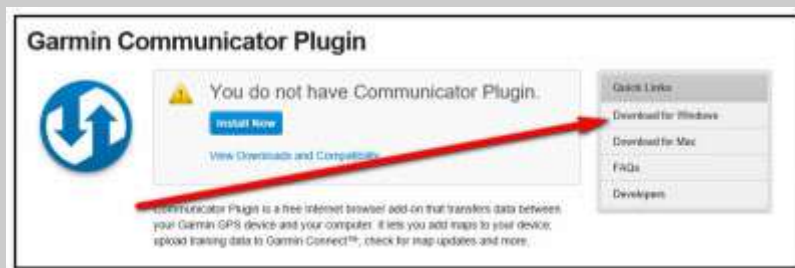 Garmin Communicator Plugin
You do not have Communicator Plugin.
Install Now
View Downloads and Compatibility
Communicator Plugin is a free internet browser add-on that transfers data between
your Garmin GPS device and your computer. It lets you add maps to your device,
upload training data to Garmin Connect™, check for map updates and more.
Quick Links
Download for Windows
Download for Mac
FAQs
Developers